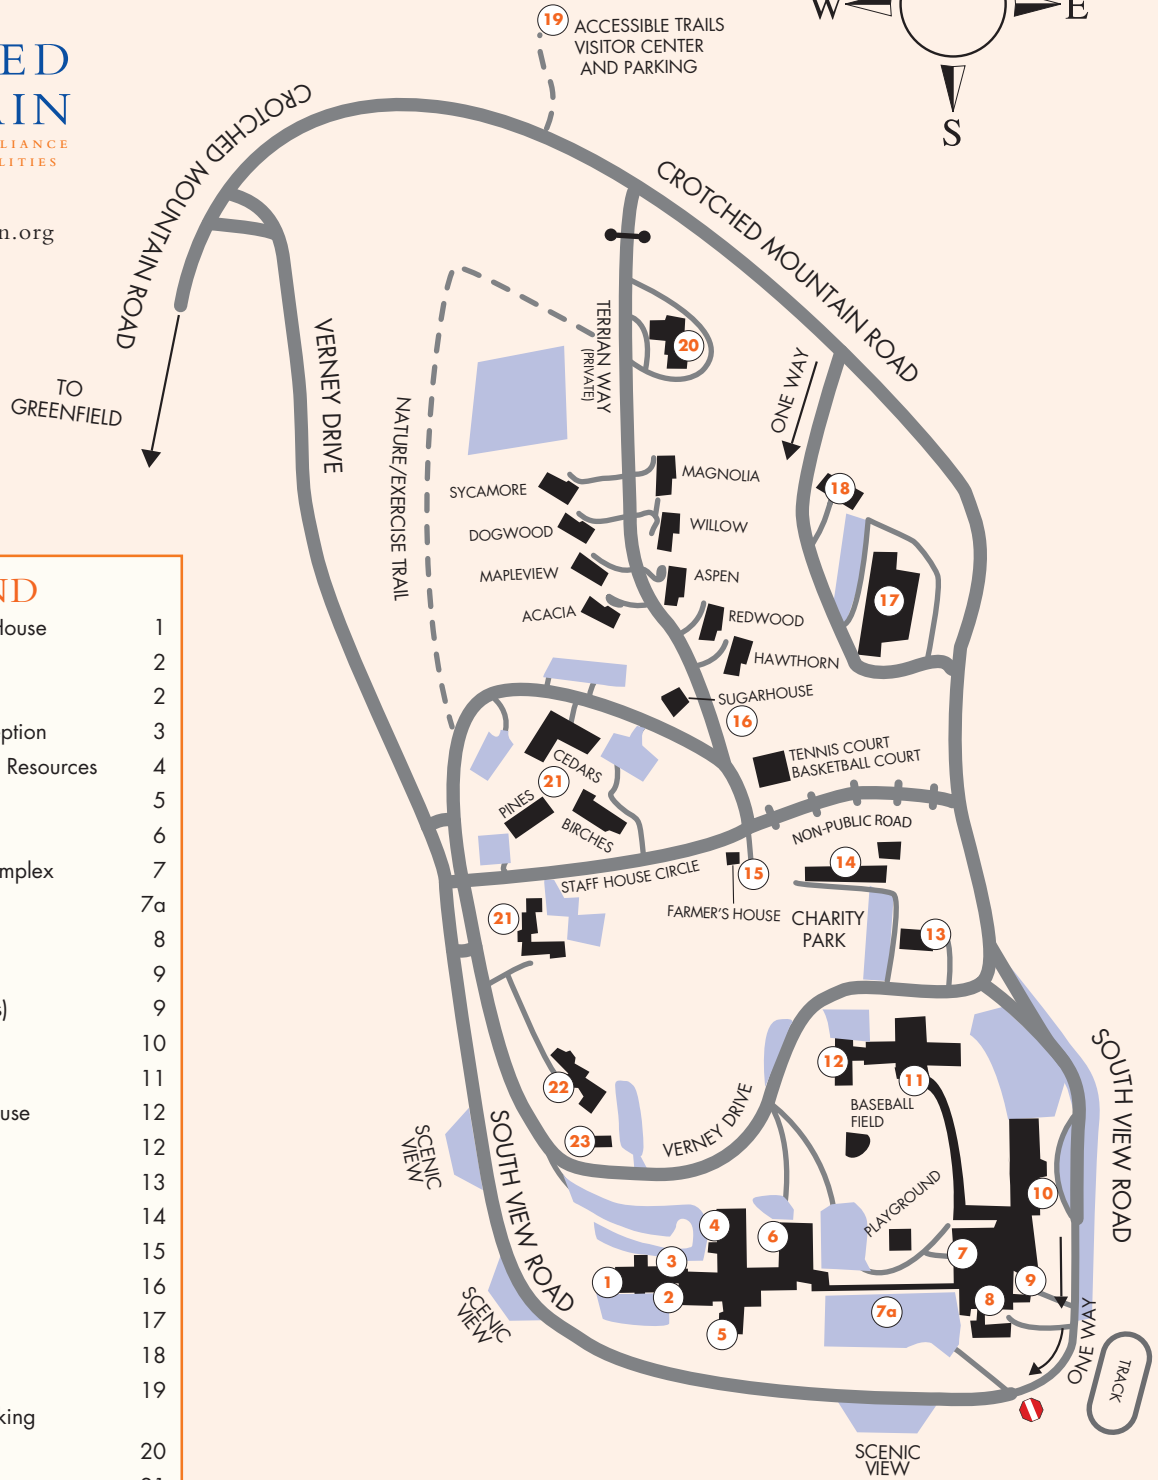 ED
AIN
LIANCE
LITIES
n.org
W
E
S
19
ACCESSIBLE TRAILS
VISITOR CENTER
AND PARKING
CROTCHED MOUNTAIN ROAD
CROTCHED MOUNTAIN ROAD
TO
GREENFIELD
VERNEY DRIVE
NATURE/EXERCISE TRAIL
TERRIAN WAY
(PRIVATE)
20
ONE WAY
18
17
SYCAMORE
MAGNOLIA
DOGWOOD
WILLOW
MAPLEVIEW
ASPEN
ACACIA
REDWOOD
HAWTHORN
SUGARHOUSE
16
TENNIS COURT
BASKETBALL COURT
CEDARS
21
PINES
BIRCHES
NON-PUBLIC ROAD
STAFF HOUSE CIRCLE
15
FARMER'S HOUSE
14
CHARITY
PARK
13
21
22
23
12
11
BASEBALL
FIELD
VERNEY DRIVE
SOUTH VIEW ROAD
SCENIC
VIEW
SOUTH VIEW ROAD
PLAYGROUND
10
4
6
3
1
2
5
7
9
8
7a
SCENIC
VIEW
ONE WAY
TRACK
SCENIC
VIEW
ND
House 1
2
2
ption 3
Resources 4
5
6
mplex 7
7a
8
9
s) 9
10
11
use 12
12
13
14
15
16
17
18
19
king
20